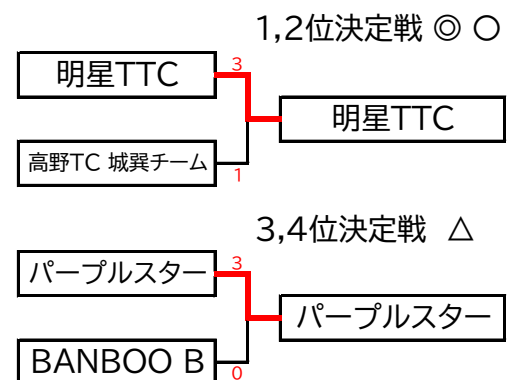 1,2位決定戦 ◎ 〇
明星TTC
3
明星TTC
高野TC 城巽チーム
1
3,4位決定戦 △
パープルスター
3
パープルスター
BANBOO B
0